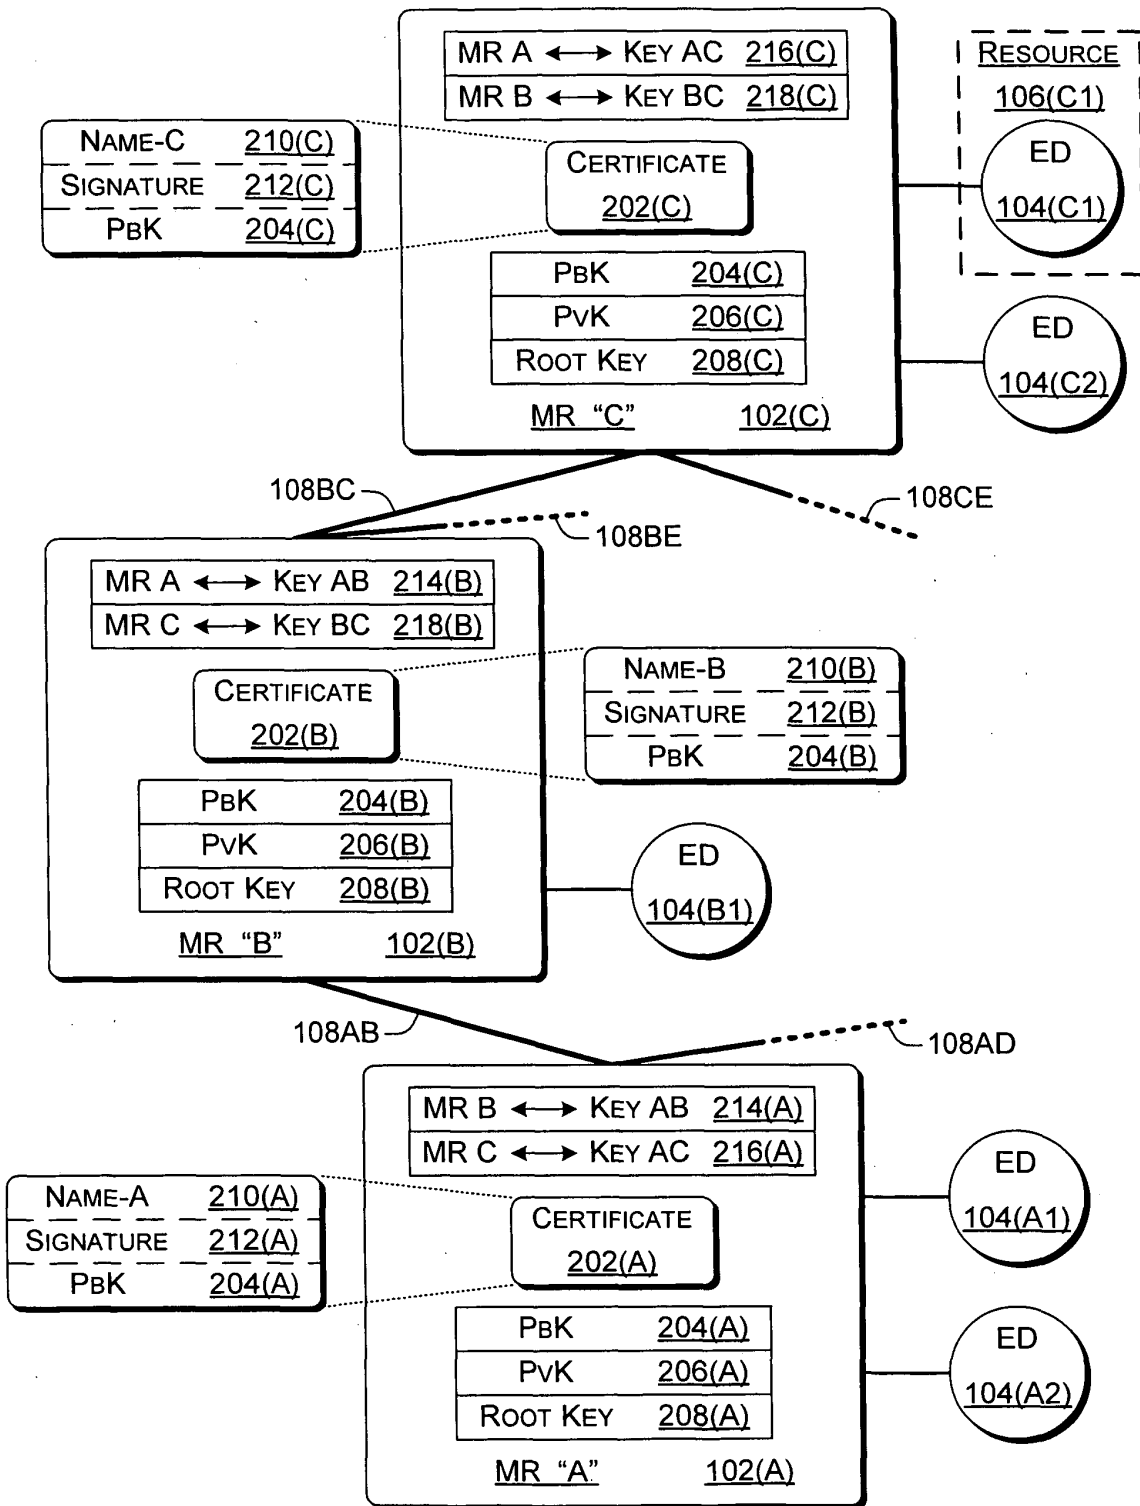 MR A ↔ KEY AC 216(C)
MR B ↔ KEY BC 218(C)
RESOURCE
106(C1)
ED
104(C1)
NAME-C 210(C)
SIGNATURE 212(C)
PBK 204(C)
CERTIFICATE
202(C)
PBK 204(C)
PVK 206(C)
ROOT KEY 208(C)
MR "C" 102(C)
ED
104(C2)
108BC
108BE
108CE
MR A ↔ KEY AB 214(B)
MR C ↔ KEY BC 218(B)
CERTIFICATE
202(B)
NAME-B 210(B)
SIGNATURE 212(B)
PBK 204(B)
PBK 204(B)
PVK 206(B)
ROOT KEY 208(B)
MR "B" 102(B)
ED
104(B1)
108AB
108AD
MR B ↔ KEY AB 214(A)
MR C ↔ KEY AC 216(A)
NAME-A 210(A)
SIGNATURE 212(A)
PBK 204(A)
CERTIFICATE
202(A)
ED
104(A1)
PBK 204(A)
PVK 206(A)
ROOT KEY 208(A)
MR "A" 102(A)
ED
104(A2)